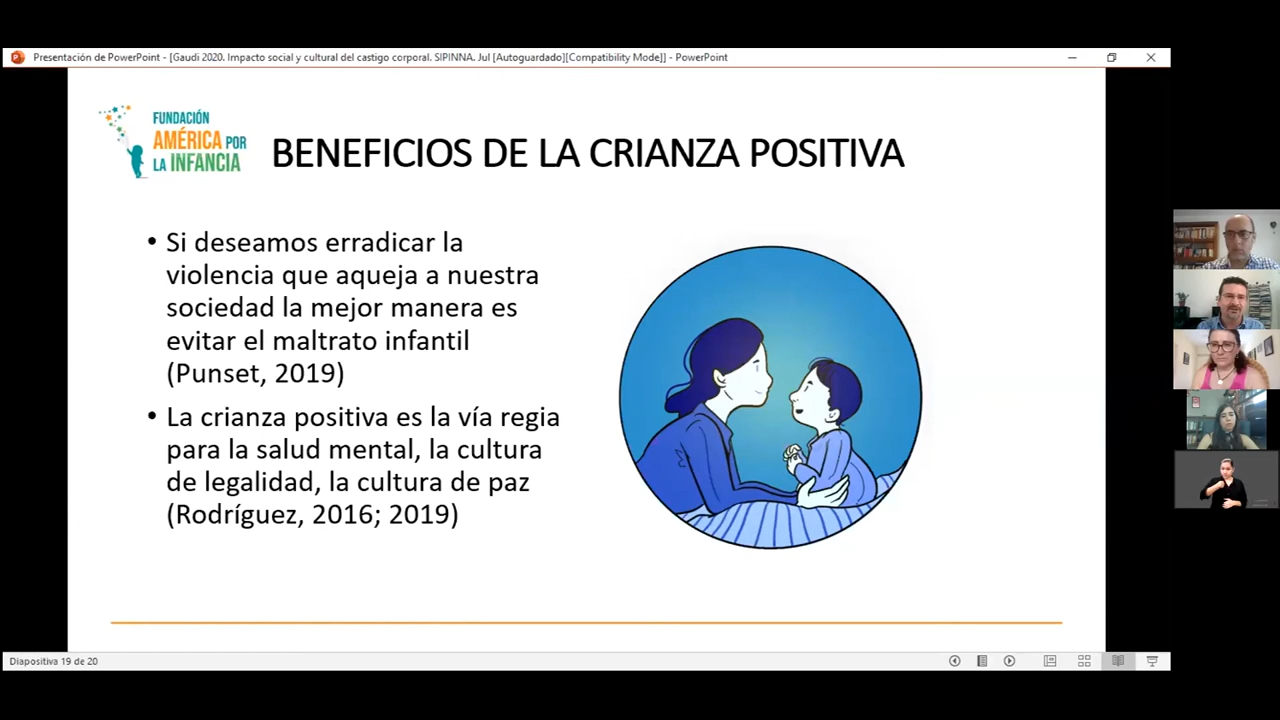 Presentación de PowerPoint - [Gaudi 2020. Impacto social y cultural del castigo corporal. SIPINNA. Jul [Autoguardado][Compatibility Mode]] - PowerPoint
FUNDACIÓN
AMÉRICA POR
LA INFANCIA
BENEFICIOS DE LA CRIANZA POSITIVA
• Si deseamos erradicar la
violencia que aqueja a nuestra
sociedad la mejor manera es
evitar el maltrato infantil
(Punset, 2019)
• La crianza positiva es la vía regia
para la salud mental, la cultura
de legalidad, la cultura de paz
(Rodríguez, 2016; 2019)
Diapositiva 19 de 20